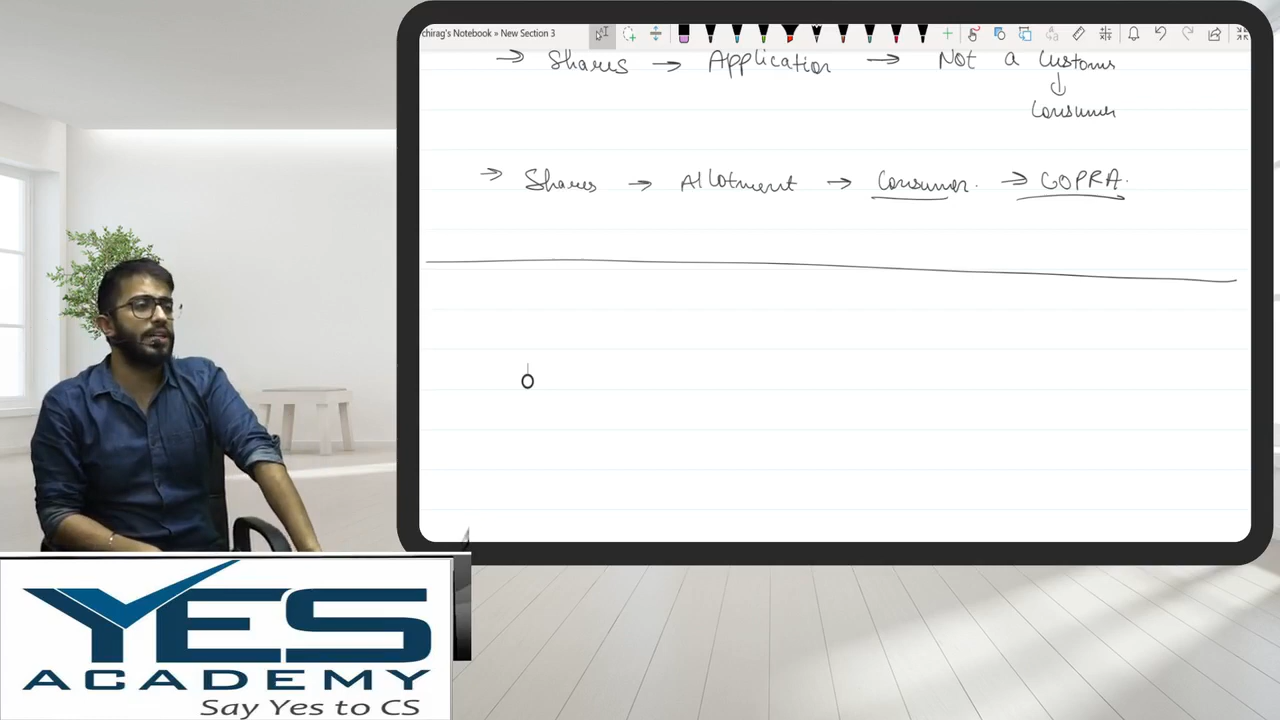 chirag's Notebook » New Section 3
→ Shares → Application → Not a Customer
↓
Consumer
→ Shares → Allotment → Consumer. → COPRA.
YES
ACADEMY
Say Yes to CS